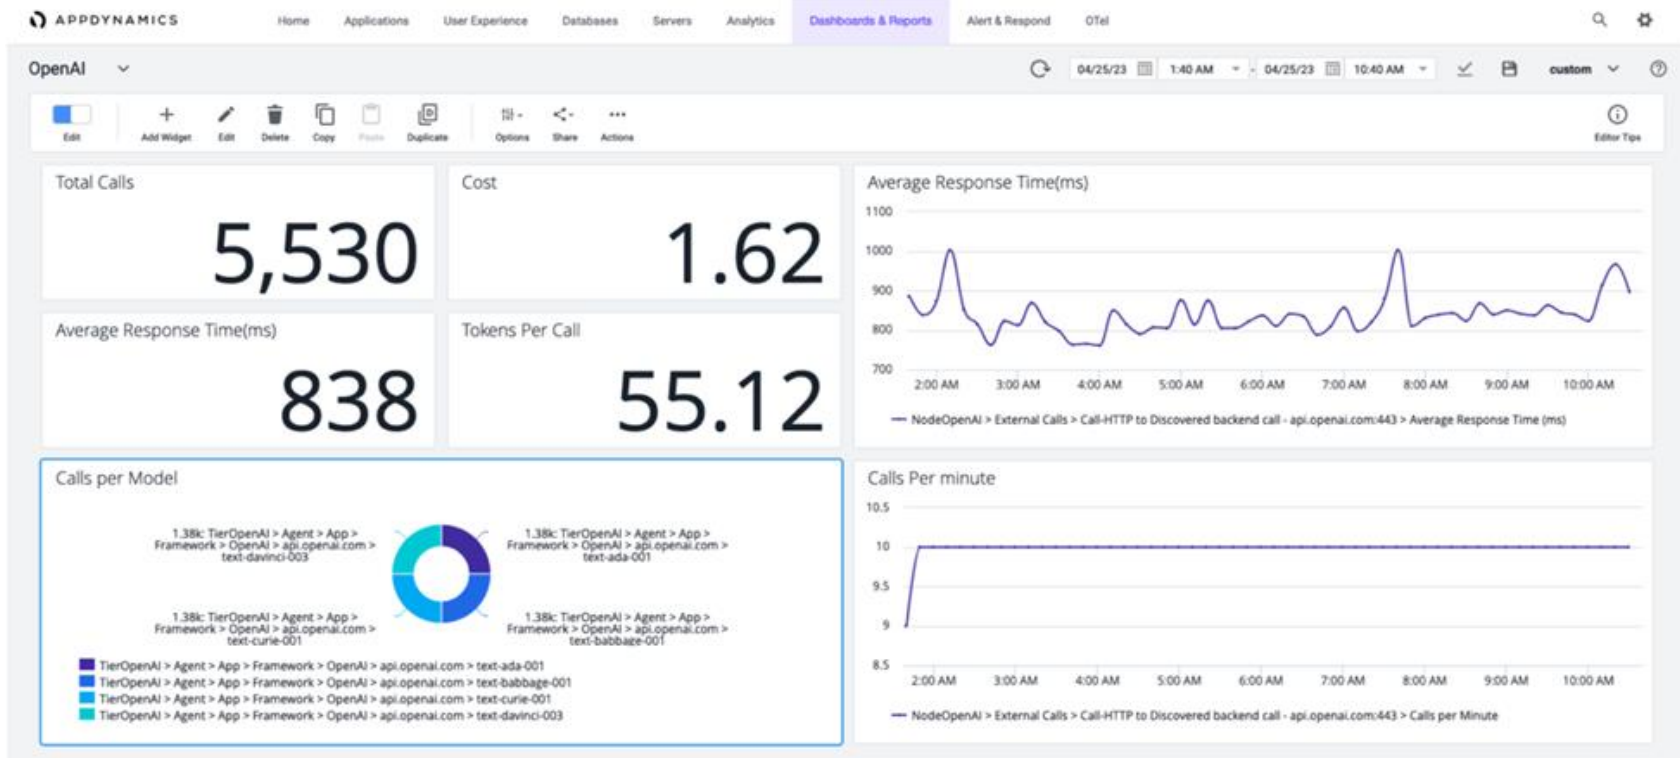 APPDYNAMICS
Home Applications User Experience Databases Servers Analytics Dashboards & Reports Alert & Respond OTel
OpenAI
04/25/23 1:40 AM - 04/25/23 10:40 AM custom
Edit Add Widget Edit Delete Copy Paste Duplicate Options Share Actions Editor Tips
Total Calls
5,530
Cost
1.62
Average Response Time(ms)
838
Tokens Per Call
55.12
Average Response Time(ms)
1100
1000
900
800
700
2:00 AM 3:00 AM 4:00 AM 5:00 AM 6:00 AM 7:00 AM 8:00 AM 9:00 AM 10:00 AM
NodeOpenAI > External Calls > Call-HTTP to Discovered backend call - api.openai.com:443 > Average Response Time (ms)
Calls per Model
1.38k: TierOpenAI > Agent > App >
Framework > OpenAI > api.openai.com >
text-davinci-003
1.38k: TierOpenAI > Agent > App >
Framework > OpenAI > api.openai.com >
text-ada-001
1.38k: TierOpenAI > Agent > App >
Framework > OpenAI > api.openai.com >
text-curie-001
1.38k: TierOpenAI > Agent > App >
Framework > OpenAI > api.openai.com >
text-babbage-001
TierOpenAI > Agent > App > Framework > OpenAI > api.openai.com > text-ada-001
TierOpenAI > Agent > App > Framework > OpenAI > api.openai.com > text-babbage-001
TierOpenAI > Agent > App > Framework > OpenAI > api.openai.com > text-curie-001
TierOpenAI > Agent > App > Framework > OpenAI > api.openai.com > text-davinci-003
Calls Per minute
10.5
10
9.5
9
8.5
2:00 AM 3:00 AM 4:00 AM 5:00 AM 6:00 AM 7:00 AM 8:00 AM 9:00 AM 10:00 AM
NodeOpenAI > External Calls > Call-HTTP to Discovered backend call - api.openai.com:443 > Calls per Minute